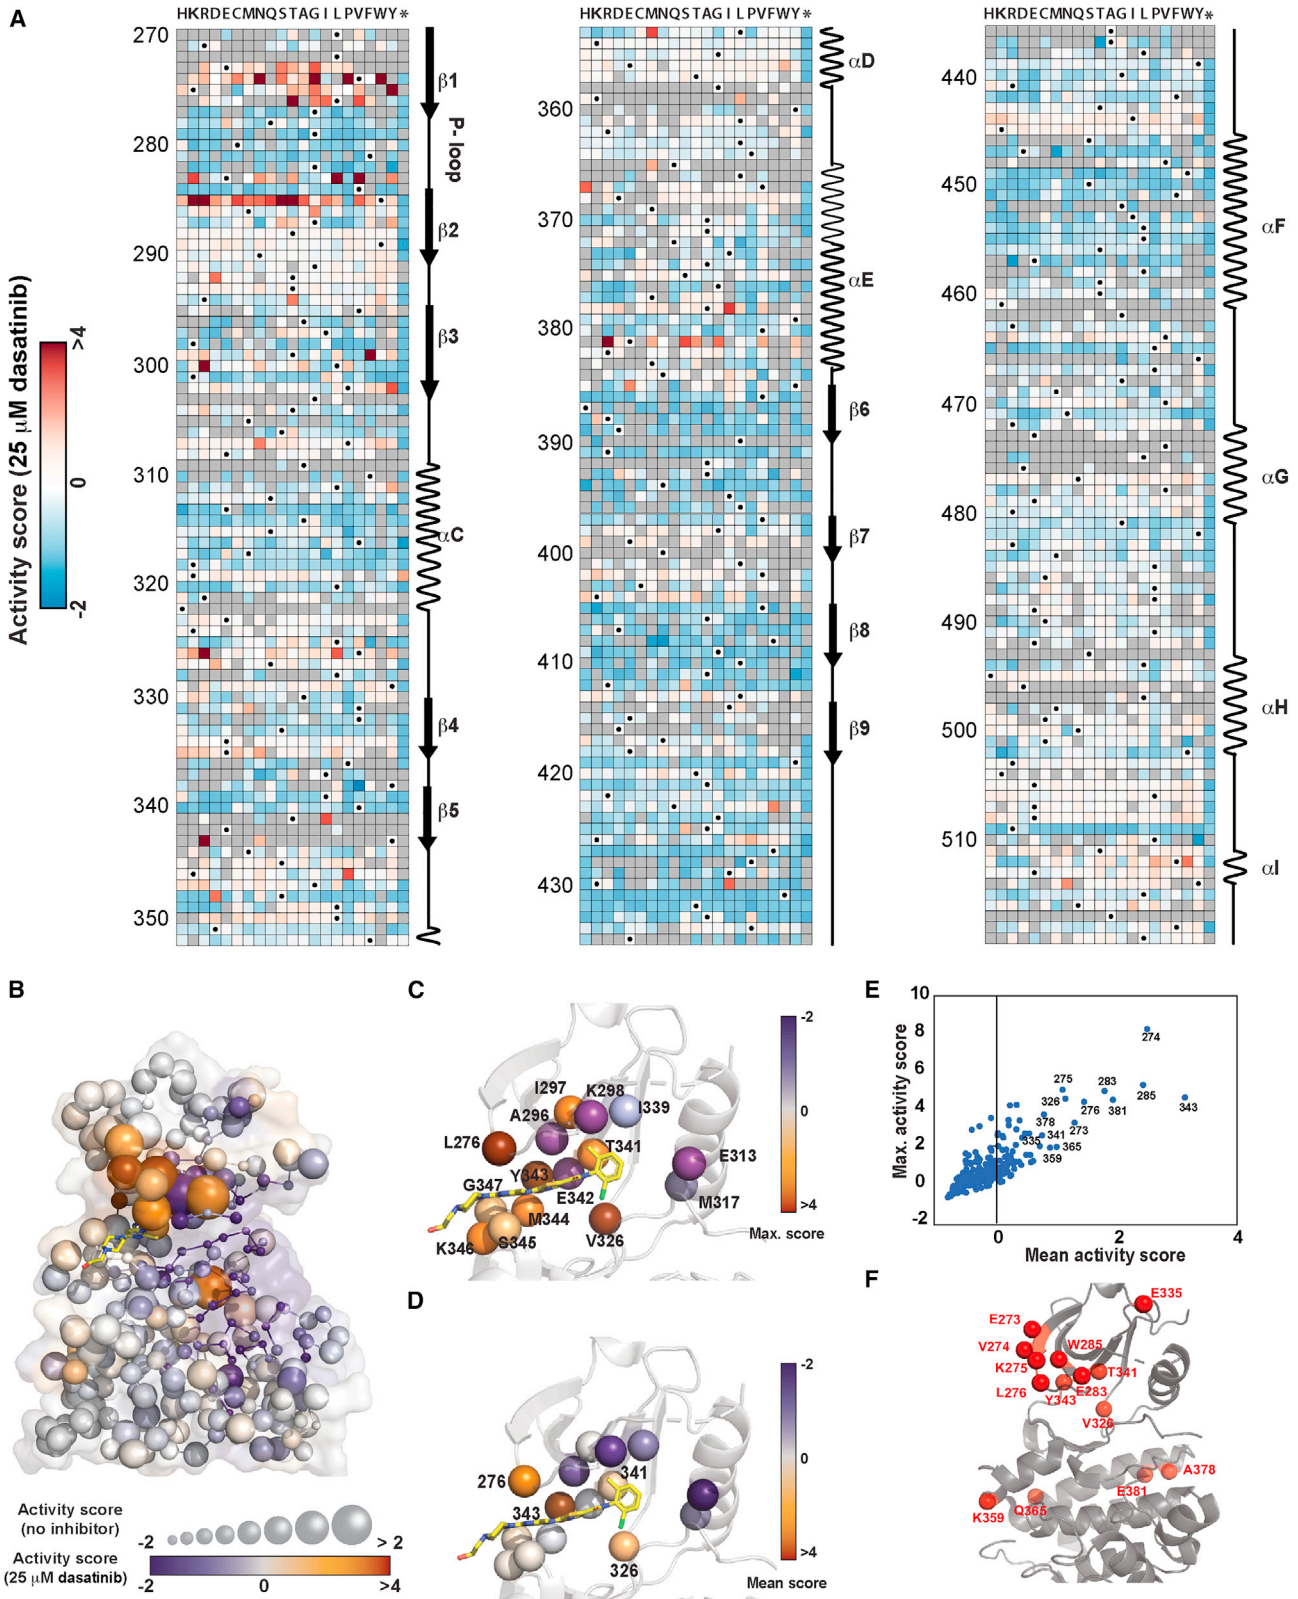 A
HKRDECMNQSTAGILPVFWY*
HKRDECMNQSTAGILPVFWY*
HKRDECMNQSTAGILPVFWY*
Activity score (25 μM dasatinib)
>4
0
-2
270
280
290
300
310
320
330
340
350
β1
P-loop
β2
β3
αC
β4
β5
360
370
380
390
400
410
420
430
αD
αE
β6
β7
β8
β9
440
450
460
470
480
490
500
510
αF
αG
αH
αI
B
Activity score
(no inhibitor)
-2
> 2
Activity score
(25 μM dasatinib)
-2
0
>4
C
I297
K298
A296
I339
L276
T341
Y343
E313
G347
E342
M317
M344
K346
S345
V326
-2
0
>4
Max. score
D
276
341
343
326
-2
0
>4
Mean score
E
Max. activity score
10
8
6
4
2
0
-2
274
275
283
285
326
276
381
343
378
273
335
341
365
359
0
2
4
Mean activity score
F
E335
E273
V274
W285
K275
T341
L276
E283
Y343
V326
A378
E381
Q365
K359